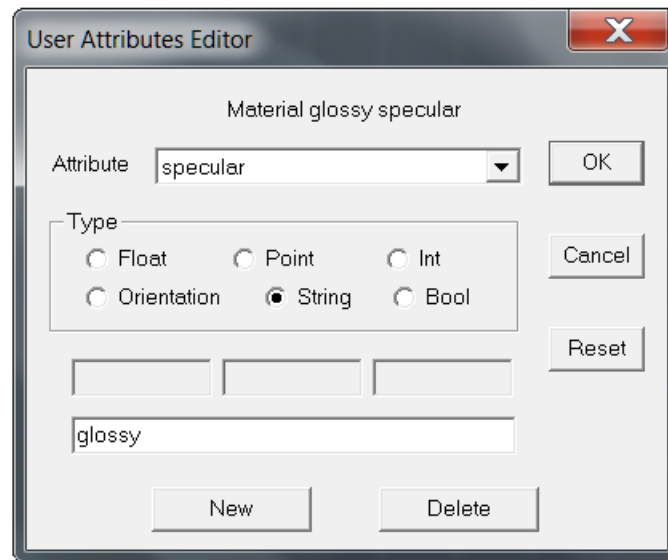 User Attributes Editor
Material glossy specular
Attribute specular OK
Type
Float Point Int Cancel
Orientation String Bool
Reset
glossy
New Delete